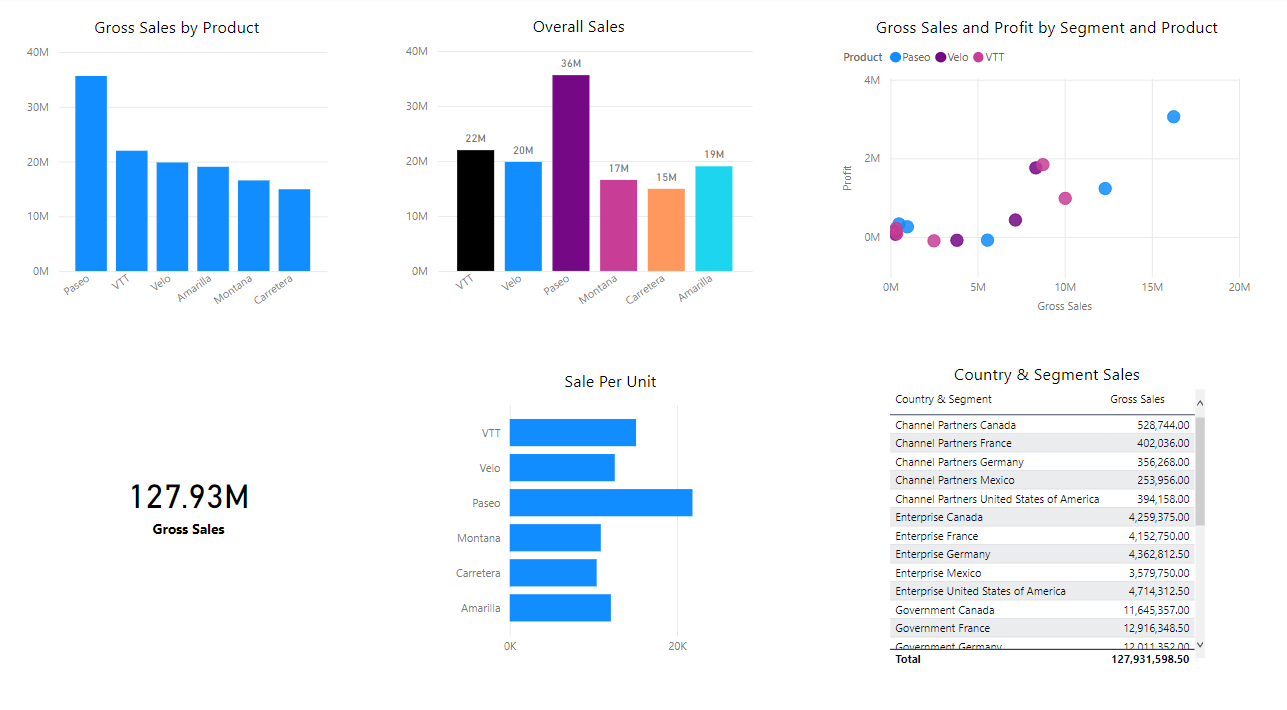 Gross Sales by Product
40M
30M
20M
10M
0M
Paseo
VTT
Velo
Amarilla
Montana
Carretera
Overall Sales
40M
30M
20M
10M
0M
22M
20M
36M
17M
15M
19M
VTT
Velo
Paseo
Montana
Carretera
Amarilla
Gross Sales and Profit by Segment and Product
Product Paseo Velo VTT
4M
2M
0M
Profit
0M 5M 10M 15M 20M
Gross Sales
127.93M
Gross Sales
Sale Per Unit
VTT
Velo
Paseo
Montana
Carretera
Amarilla
0K 20K
Country & Segment Sales
Country & Segment Gross Sales
Channel Partners Canada 528,744.00
Channel Partners France 402,036.00
Channel Partners Germany 356,268.00
Channel Partners Mexico 253,956.00
Channel Partners United States of America 394,158.00
Enterprise Canada 4,259,375.00
Enterprise France 4,152,750.00
Enterprise Germany 4,362,812.50
Enterprise Mexico 3,579,750.00
Enterprise United States of America 4,714,312.50
Government Canada 11,645,357.00
Government France 12,916,348.50
Government Germany 12,011,352.00
Total 127,931,598.50